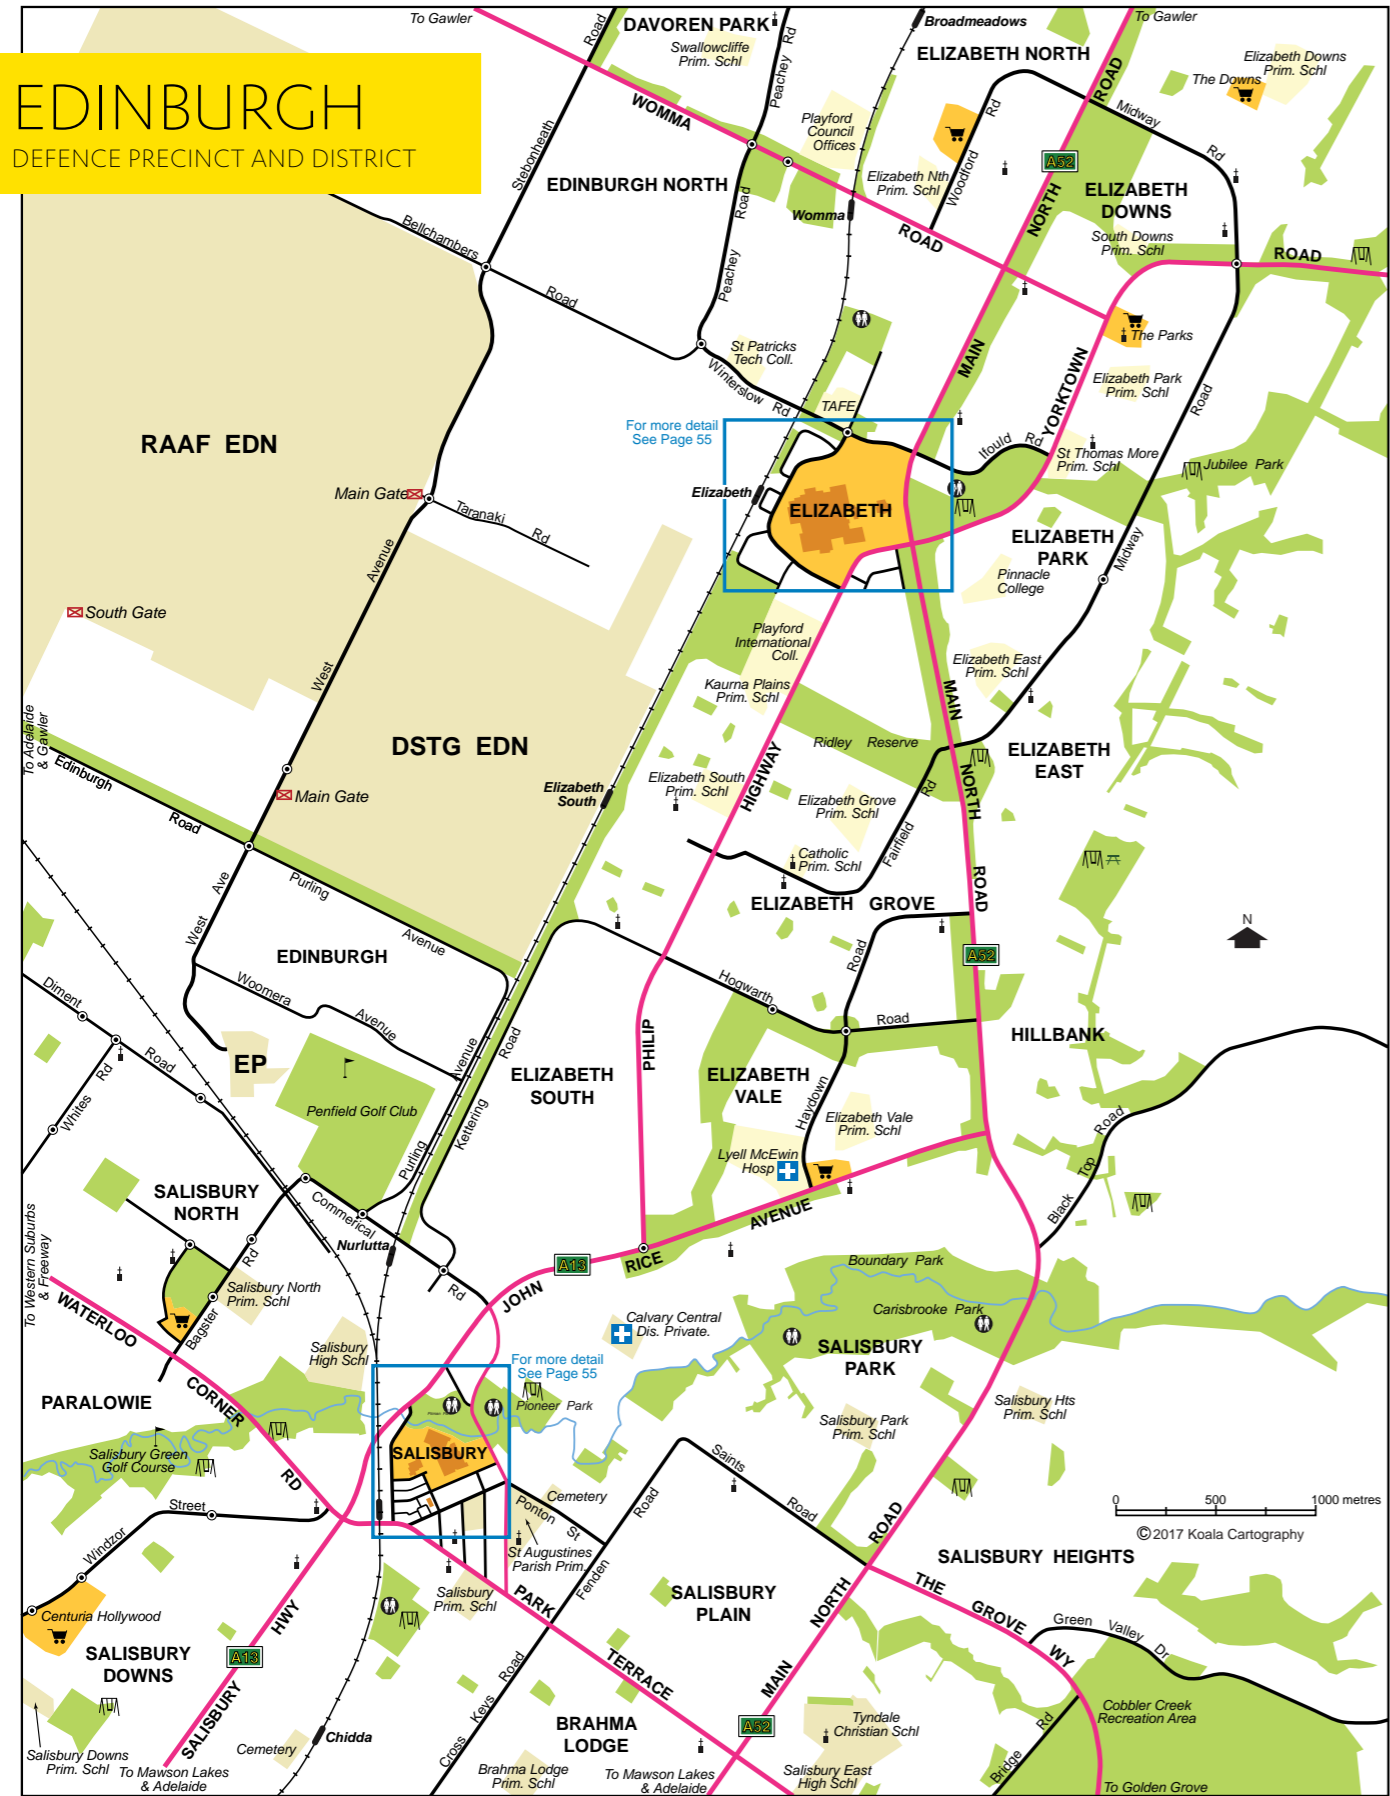 EDINBURGH
DEFENCE PRECINCT AND DISTRICT
To Gawler
Road
DAVOREN PARK
Swallowcliffe
Prim. Schl
Peachey Rd
Broadmeadows
ELIZABETH NORTH
To Gawler
ROAD
Elizabeth Downs
Prim. Schl
The Downs
Midway
Rd
WOMMA
Playford
Council
Offices
Rd
Woodford
A52
Stebonheath
EDINBURGH NORTH
Elizabeth Nth
Prim. Schl
ELIZABETH
DOWNS
NORTH
Road
Womma
ROAD
South Downs
Prim. Schl
ROAD
Bellchambers
Road
Peachey
St Patricks
Tech Coll.
The Parks
MAIN
YORKTOWN
Elizabeth Park
Prim. Schl
Road
Winterslow
Rd
TAFE
For more detail
See Page 55
Ifould
Rd
St Thomas More
Prim. Schl
Jubilee Park
RAAF EDN
Main Gate
Taranaki
Rd
Elizabeth
ELIZABETH
ELIZABETH
PARK
Midway
Avenue
Pinnacle
College
South Gate
Playford
International
Coll.
Elizabeth East
Prim. Schl
West
Kaurna Plains
Prim. Schl
MAIN
To Adelaide
& Gawler
DSTG EDN
Ridley Reserve
ELIZABETH
EAST
Edinburgh
Elizabeth
South
Elizabeth South
Prim. Schl
HIGHWAY
Elizabeth Grove
Prim. Schl
Rd
NORTH
Main Gate
Road
Catholic
Prim. Schl
Fairfield
Purling
Ave
West
ROAD
ELIZABETH GROVE
Avenue
EDINBURGH
N
A52
Woomera
Avenue
Hogwarth
Road
Road
HILLBANK
Diment
Road
EP
Avenue
Road
PHILIP
ELIZABETH
SOUTH
ELIZABETH
VALE
Rd
Whites
Penfield Golf Club
Kettering
Haydown
Elizabeth Vale
Prim. Schl
Purling
Lyell McEwin
Hosp
Road
Top
Black
SALISBURY
NORTH
Commerical
Nurlutta
AVENUE
To Western Suburbs
& Freeway
Rd
Rd
A13
RICE
Boundary Park
Salisbury North
Prim. Schl
JOHN
WATERLOO
Bagster
Calvary Central
Dis. Private.
Carisbrooke Park
Salisbury
High Schl
For more detail
See Page 55
SALISBURY
PARK
PARALOWIE
CORNER
Pioneer Park
Salisbury Hts
Prim. Schl
Salisbury Park
Prim. Schl
Salisbury Green
Golf Course
SALISBURY
RD
Saints
Road
Cemetery
Road
0 500 1000 metres
Street
Ponton
St
©2017 Koala Cartography
ROAD
Windzor
St Augustines
Parish Prim.
SALISBURY HEIGHTS
Fenden
THE
GROVE
WY
Salisbury
Prim. Schl
PARK
SALISBURY
PLAIN
NORTH
Centuria Hollywood
HWY
Green Valley Dr
SALISBURY
DOWNS
A13
TERRACE
Road
MAIN
Cobbler Creek
Recreation Area
SALISBURY
Keys
Tyndale
Christian Schl
Rd
Chidda
BRAHMA
LODGE
A52
Cemetery
Cross
Bridge
Salisbury Downs
Prim. Schl
To Mawson Lakes
& Adelaide
Brahma Lodge
Prim. Schl
To Mawson Lakes
& Adelaide
Salisbury East
High Schl
To Golden Grove